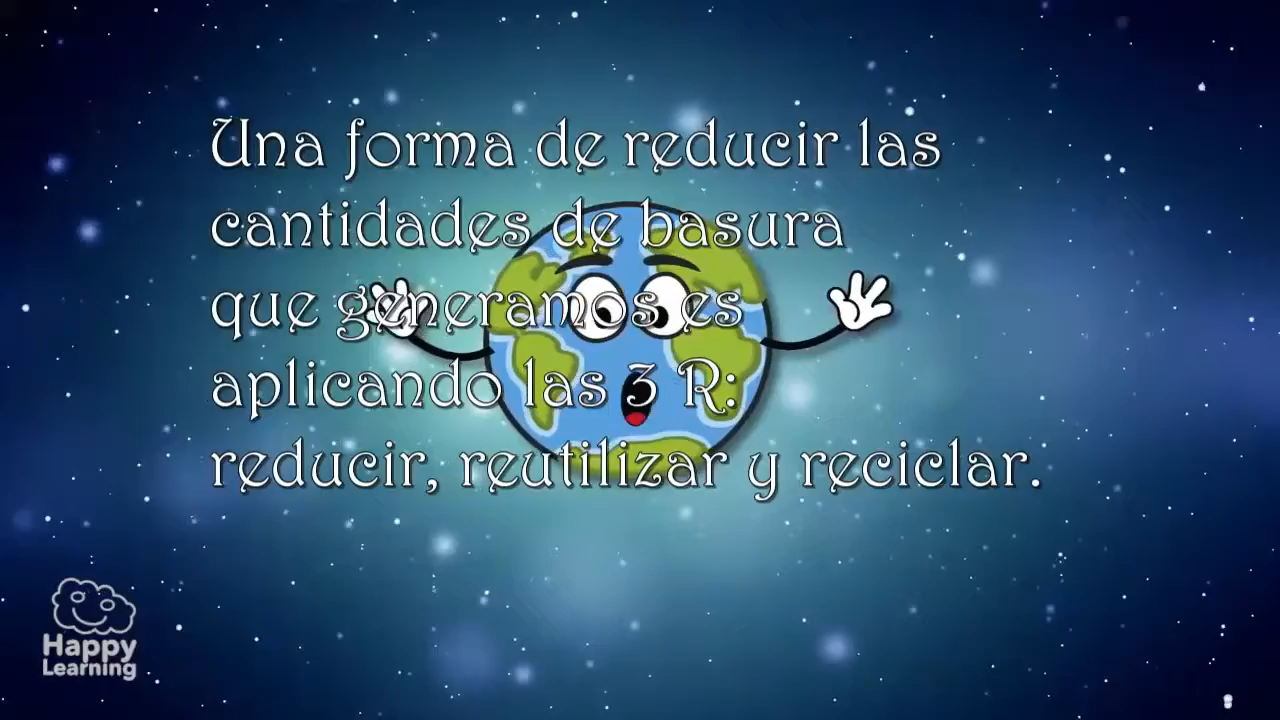 Una forma de reducir las
cantidades de basura
que generamos es
aplicando las 3 R:
reducir, reutilizar y reciclar.
Happy
Learning